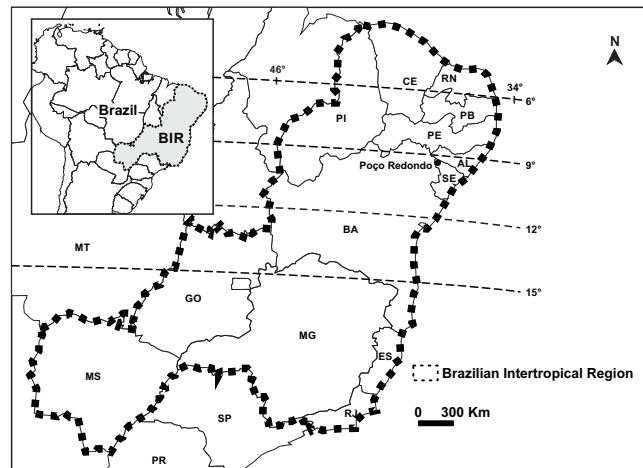 N
46°
34°
CE
RN
6°
Brazil
PI
PB
BIR
PE
AL
9°
Poço Redondo
SE
BA
12°
MT
15°
GO
MG
ES
MS
Brazilian Intertropical Region
SP
RJ
0 300 Km
PR